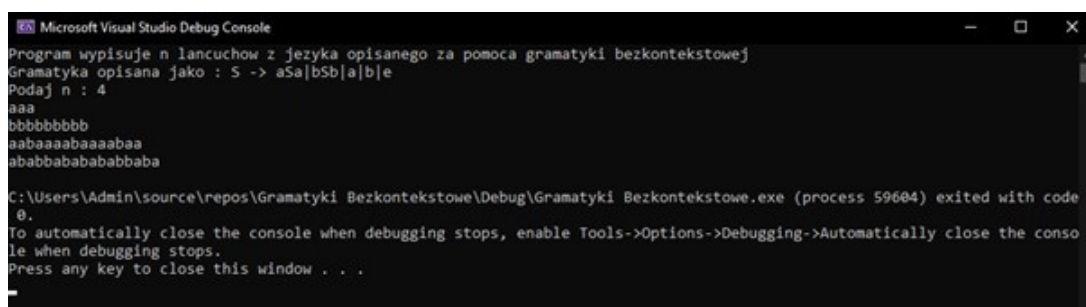 Microsoft Visual Studio Debug Console
Program wypisuje n lancuchow z jezyka opisanego za pomoca gramatyki bezkontekstowej
Gramatyka opisana jako : S -> aSa|bSb|a|b|e
Podaj n : 4
aaa
bbbbbbbbbb
aabaaaabaaaabaa
ababbabababbaba
C:\Users\Admin\source\repos\Gramatyki Bezkontekstowe\Debug\Gramatyki Bezkontekstowe.exe (process 59604) exited with code
0.
To automatically close the console when debugging stops, enable Tools->Options->Debugging->Automatically close the conso
le when debugging stops.
Press any key to close this window . . .